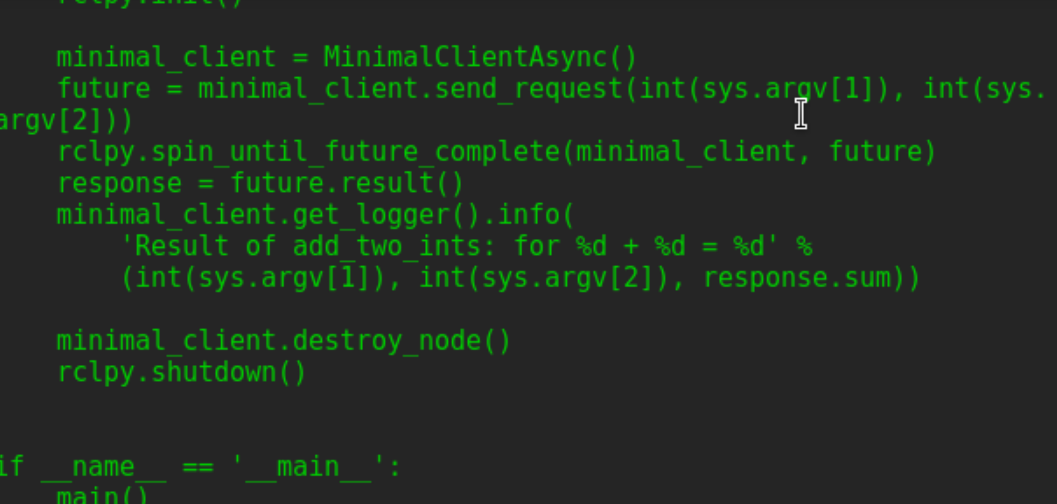 rclpy.init()
minimal_client = MinimalClientAsync()
future = minimal_client.send_request(int(sys.argv[1]), int(sys.
argv[2]))
rclpy.spin_until_future_complete(minimal_client, future)
response = future.result()
minimal_client.get_logger().info(
'Result of add_two_ints: for %d + %d = %d' %
(int(sys.argv[1]), int(sys.argv[2]), response.sum))
minimal_client.destroy_node()
rclpy.shutdown()
if __name__ == '__main__':
main()